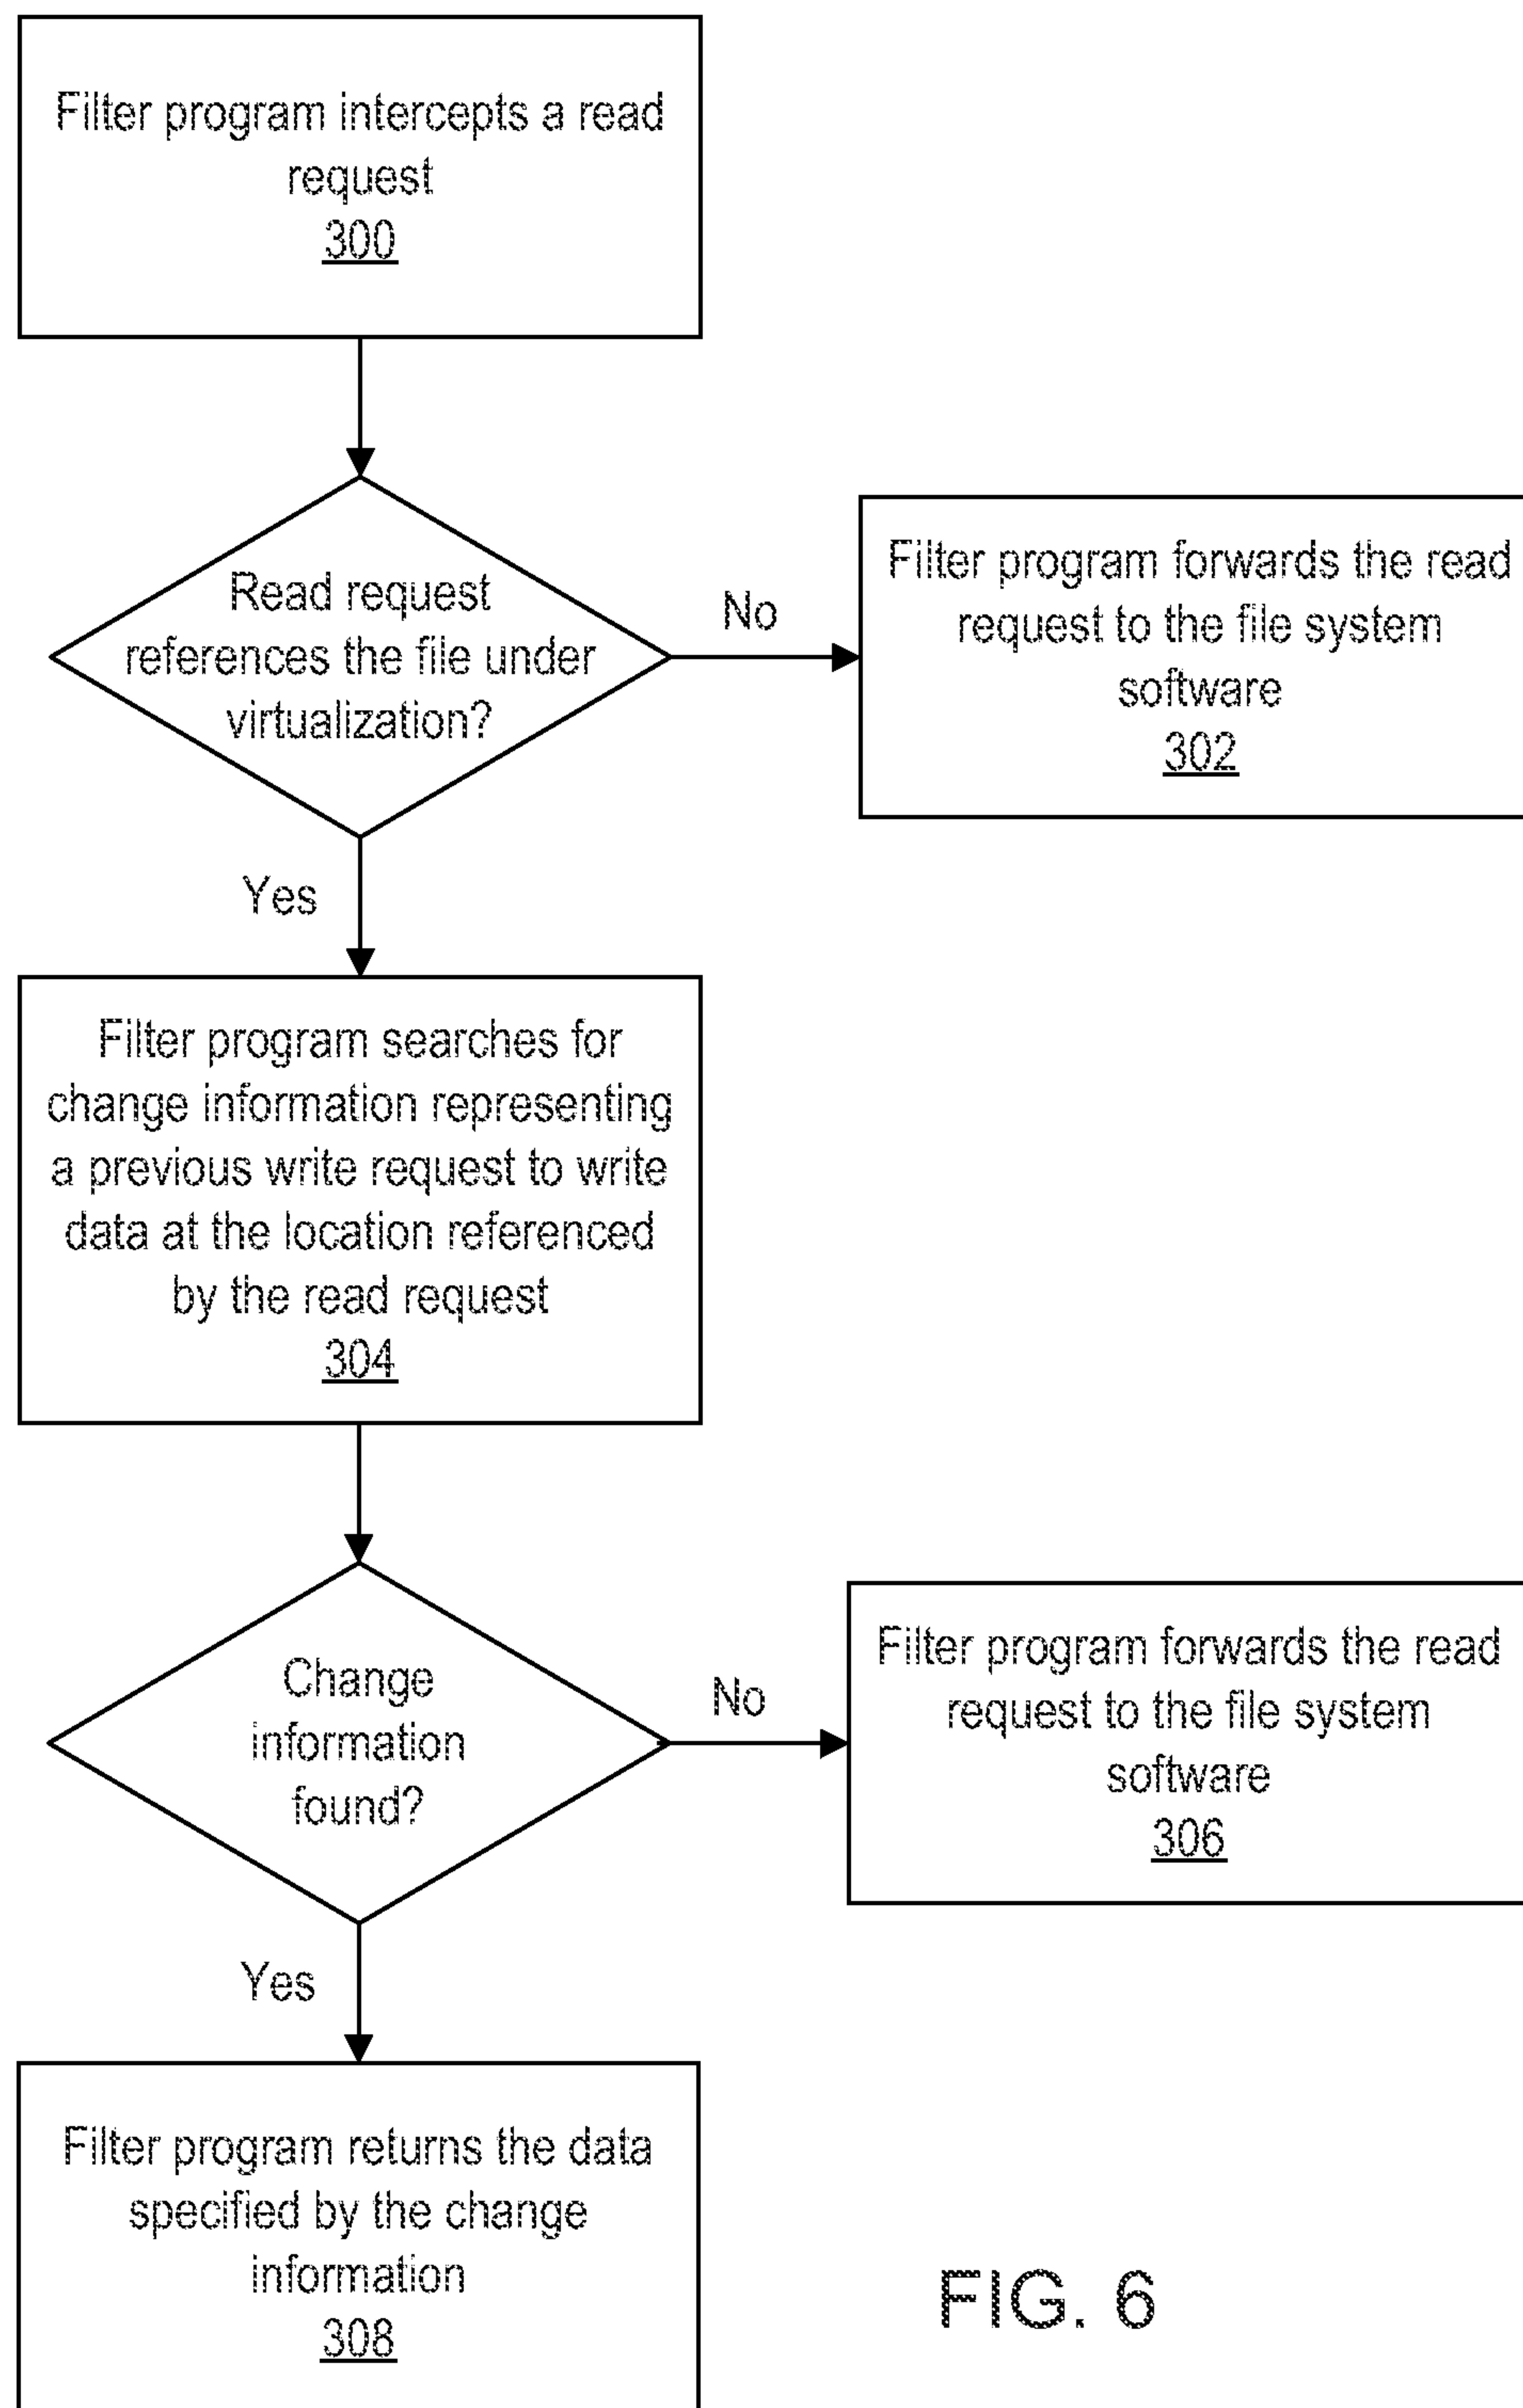 Filter program intercepts a read
request
300
Read request
references the file under
virtualization?
No
Filter program forwards the read
request to the file system
software
302
Yes
Filter program searches for
change information representing
a previous write request to write
data at the location referenced
by the read request
304
Change
information
found?
No
Filter program forwards the read
request to the file system
software
306
Yes
Filter program returns the data
specified by the change
information
308
FIG. 6